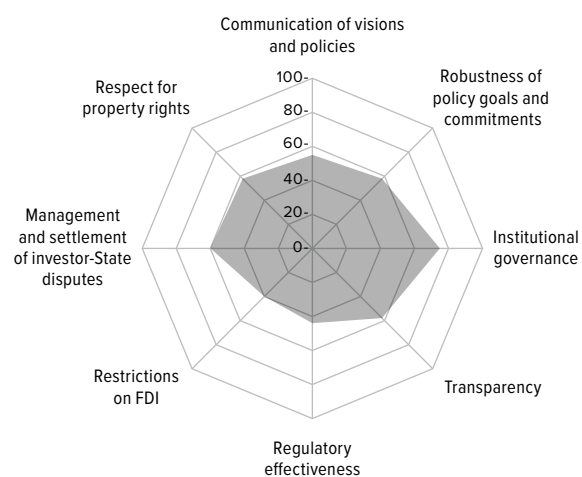 Communication of visions
and policies
Respect for
property rights
Robustness of
policy goals and
commitments
100-
80-
60-
40-
20-
0-
Management
and settlement
of investor-State
disputes
Institutional
governance
Restrictions
on FDI
Transparency
Regulatory
effectiveness